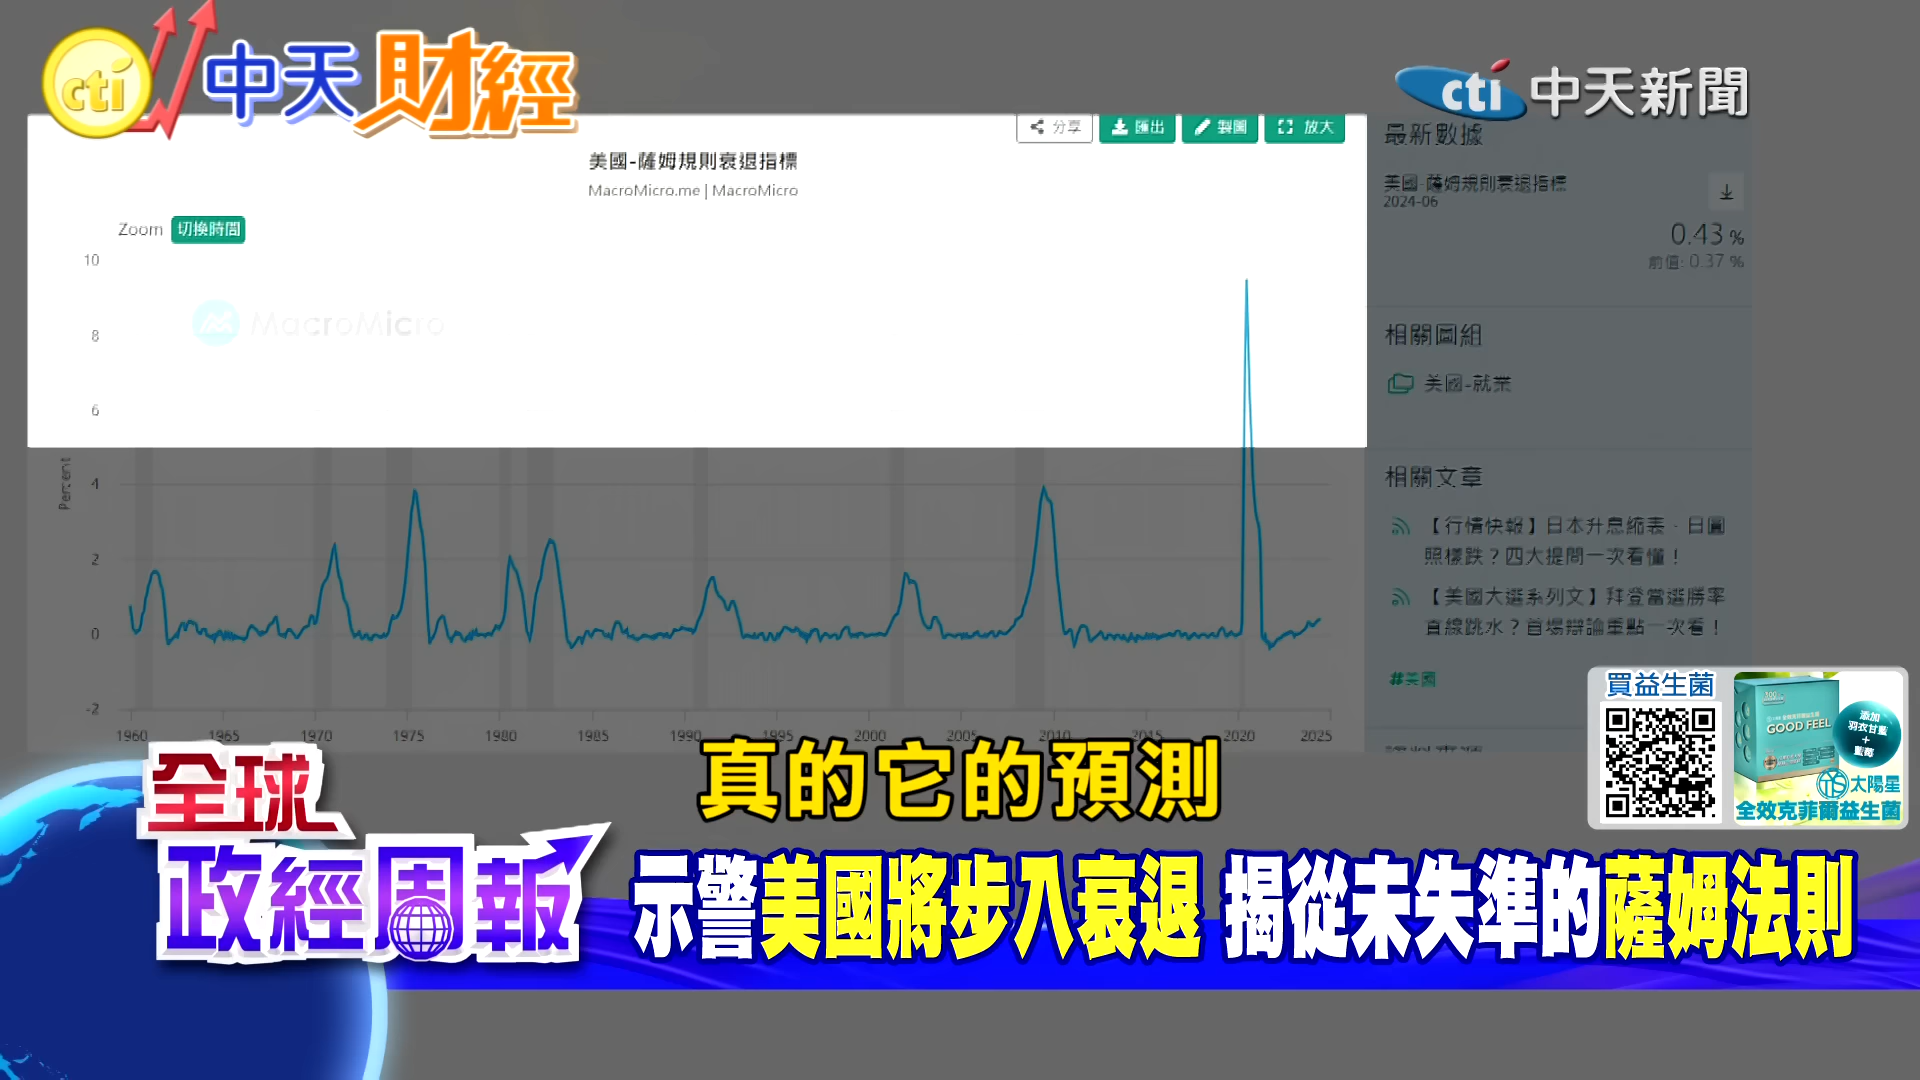 cti 中天財經
cti 中天新聞
分享 匯出 製圖 放大
美國-薩姆規則衰退指標
MacroMicro.me | MacroMicro
Zoom 切換時間
MacroMicro
10
8
6
4
2
0
-2
Percent
1960 1965 1970 1975 1980 1985 1990 1995 2000 2005 2010 2015 2020 2025
最新數據
美國-薩姆規則衰退指標
2024-06
0.43 %
前值: 0.37 %
相關圖組
美國-就業
相關文章
【行情快報】日本升息縮表、日圓
照樣跌？四大提問一次看懂！
【美國大選系列文】拜登當選勝率
直線跳水？首場辯論重點一次看！
#美國
買益生菌
GOOD FEEL
添加
羽衣甘藍
+
藍莓
太陽星
全效克菲爾益生菌
真的它的預測
全球
政經周報
示警美國將步入衰退 揭從未失準的薩姆法則